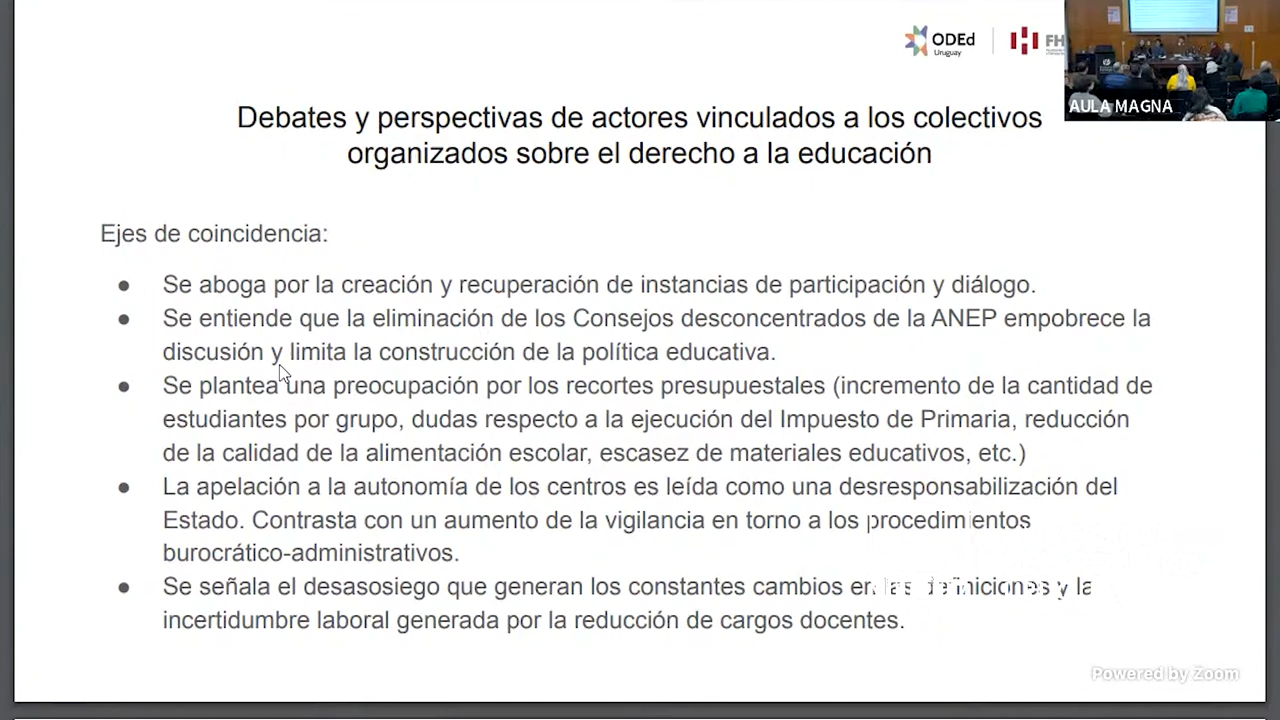 ODEd
Uruguay
FH
AULA MAGNA
Debates y perspectivas de actores vinculados a los colectivos
organizados sobre el derecho a la educación
Ejes de coincidencia:
● Se aboga por la creación y recuperación de instancias de participación y diálogo.
● Se entiende que la eliminación de los Consejos desconcentrados de la ANEP empobrece la
discusión y limita la construcción de la política educativa.
● Se plantea una preocupación por los recortes presupuestales (incremento de la cantidad de
estudiantes por grupo, dudas respecto a la ejecución del Impuesto de Primaria, reducción
de la calidad de la alimentación escolar, escasez de materiales educativos, etc.)
● La apelación a la autonomía de los centros es leída como una desresponsabilización del
Estado. Contrasta con un aumento de la vigilancia en torno a los procedimientos
burocrático-administrativos.
● Se señala el desasosiego que generan los constantes cambios en las definiciones y la
incertidumbre laboral generada por la reducción de cargos docentes.
Powered by Zoom